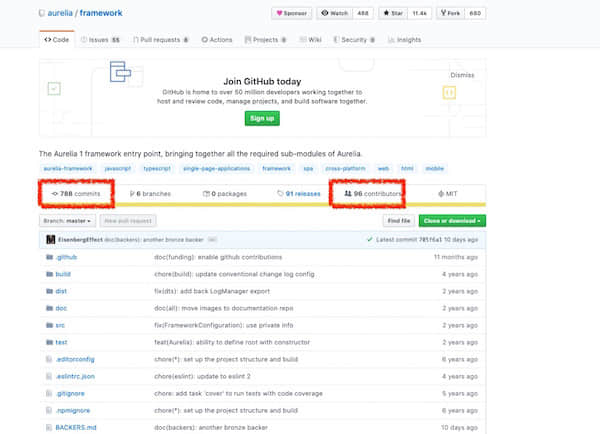 aurelia / framework
Sponsor Watch 468 Star 11.4k Fork 680
Code Issues 55 Pull requests 6 Actions Projects 0 Wiki Security 0 Insights
Dismiss
Join GitHub today
GitHub is home to over 50 million developers working together to
host and review code, manage projects, and build software together.
Sign up
The Aurelia 1 framework entry point, bringing together all the required sub-modules of Aurelia.
aurelia-framework javascript typescript single-page-applications framework spa cross-platform web html mobile
788 commits 6 branches 0 packages 91 releases 96 contributors MIT
Branch: master New pull request Find file Clone or download
EisenbergEffect doc(backers): another bronze backer Latest commit 10 days ago
.github doc(funding): enable github contributions 11 months ago
build chore(build): update conventional change log config 4 years ago
dist fix(dts): add back LogManager export 2 years ago
doc doc(all): move images to documentation repo 2 years ago
src fix(FrameworkConfiguration): use private info 2 years ago
test feat(Aurelia): ability to define root with constructor 2 years ago
.editorconfig chore(*): set up the project structure and build 6 years ago
.eslintrc.json chore(eslint): update to eslint 2 4 years ago
.gitignore chore: add task 'cover' to run tests with code coverage 5 years ago
.npmignore chore(*): set up the project structure and build 6 years ago
BACKERS.md doc(backers): another bronze backer 10 days ago